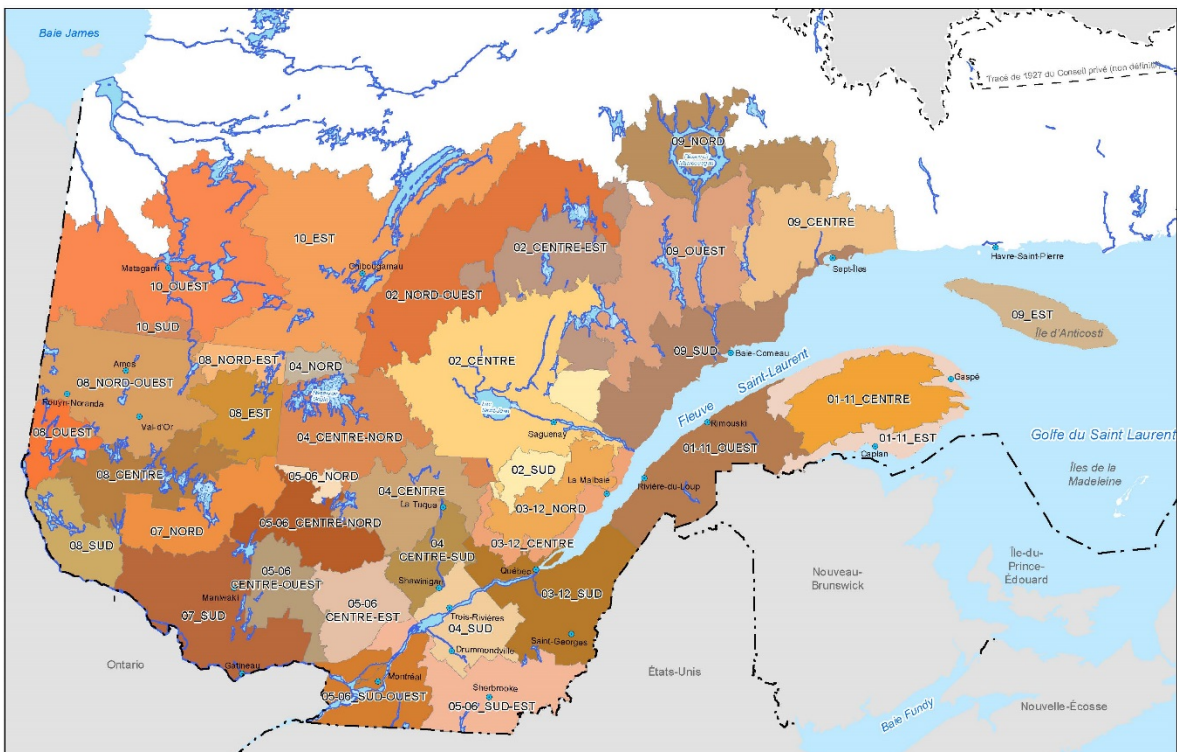 Baie James
Tracé de 1927 du Conseil privé (non définitif)
09_NORD
09_CENTRE
10_EST
02_CENTRE-EST
09_OUEST
Havre-Saint-Pierre
Sept-Îles
Matagami
Chibougamau
10_OUEST
02_NORD-OUEST
09_EST
Île d'Anticosti
10_SUD
09_SUD
Baie-Comeau
08_NORD-EST
04_NORD
02_CENTRE
Amos
08_NORD-OUEST
Gaspé
Rouyn-Noranda
Fleuve Saint-Laurent
01-11_CENTRE
08_EST
Val-d'Or
Saguenay
Rimouski
08_OUEST
04_CENTRE-NORD
01-11_OUEST
01-11_EST
Golfe du Saint Laurent
Caplan
08_CENTRE
05-06_NORD
02_SUD
Îles de la
Madeleine
04_CENTRE
La Malbaie
Rivière-du-Loup
La Tuque
03-12_NORD
05-06_CENTRE-NORD
07_NORD
03-12_CENTRE
08_SUD
04
CENTRE-SUD
Québec
05-06
CENTRE-OUEST
Île-du-
Prince-
Édouard
Nouveau-
Brunswick
Shawinigan
Maniwaki
03-12_SUD
05-06
CENTRE-EST
07_SUD
Trois-Rivières
04_SUD
Saint-Georges
Drummondville
Ontario
Gatineau
États-Unis
Montréal
05-06_SUD-OUEST
Sherbrooke
05-06_SUD-EST
Nouvelle-Écosse
Baie Fundy